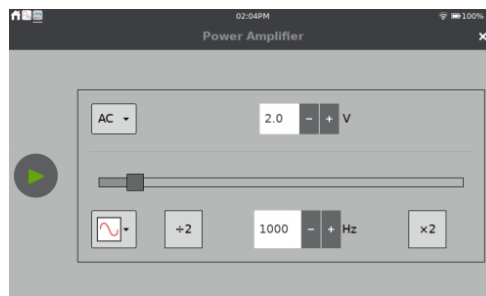 02:04PM 100%
Power Amplifier ×
AC 2.0 - + V
÷2 1000 - + Hz ×2